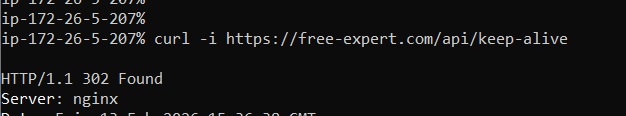 ip-172-26-5-207%
ip-172-26-5-207%
ip-172-26-5-207% curl -i https://free-expert.com/api/keep-alive
HTTP/1.1 302 Found
Server: nginx